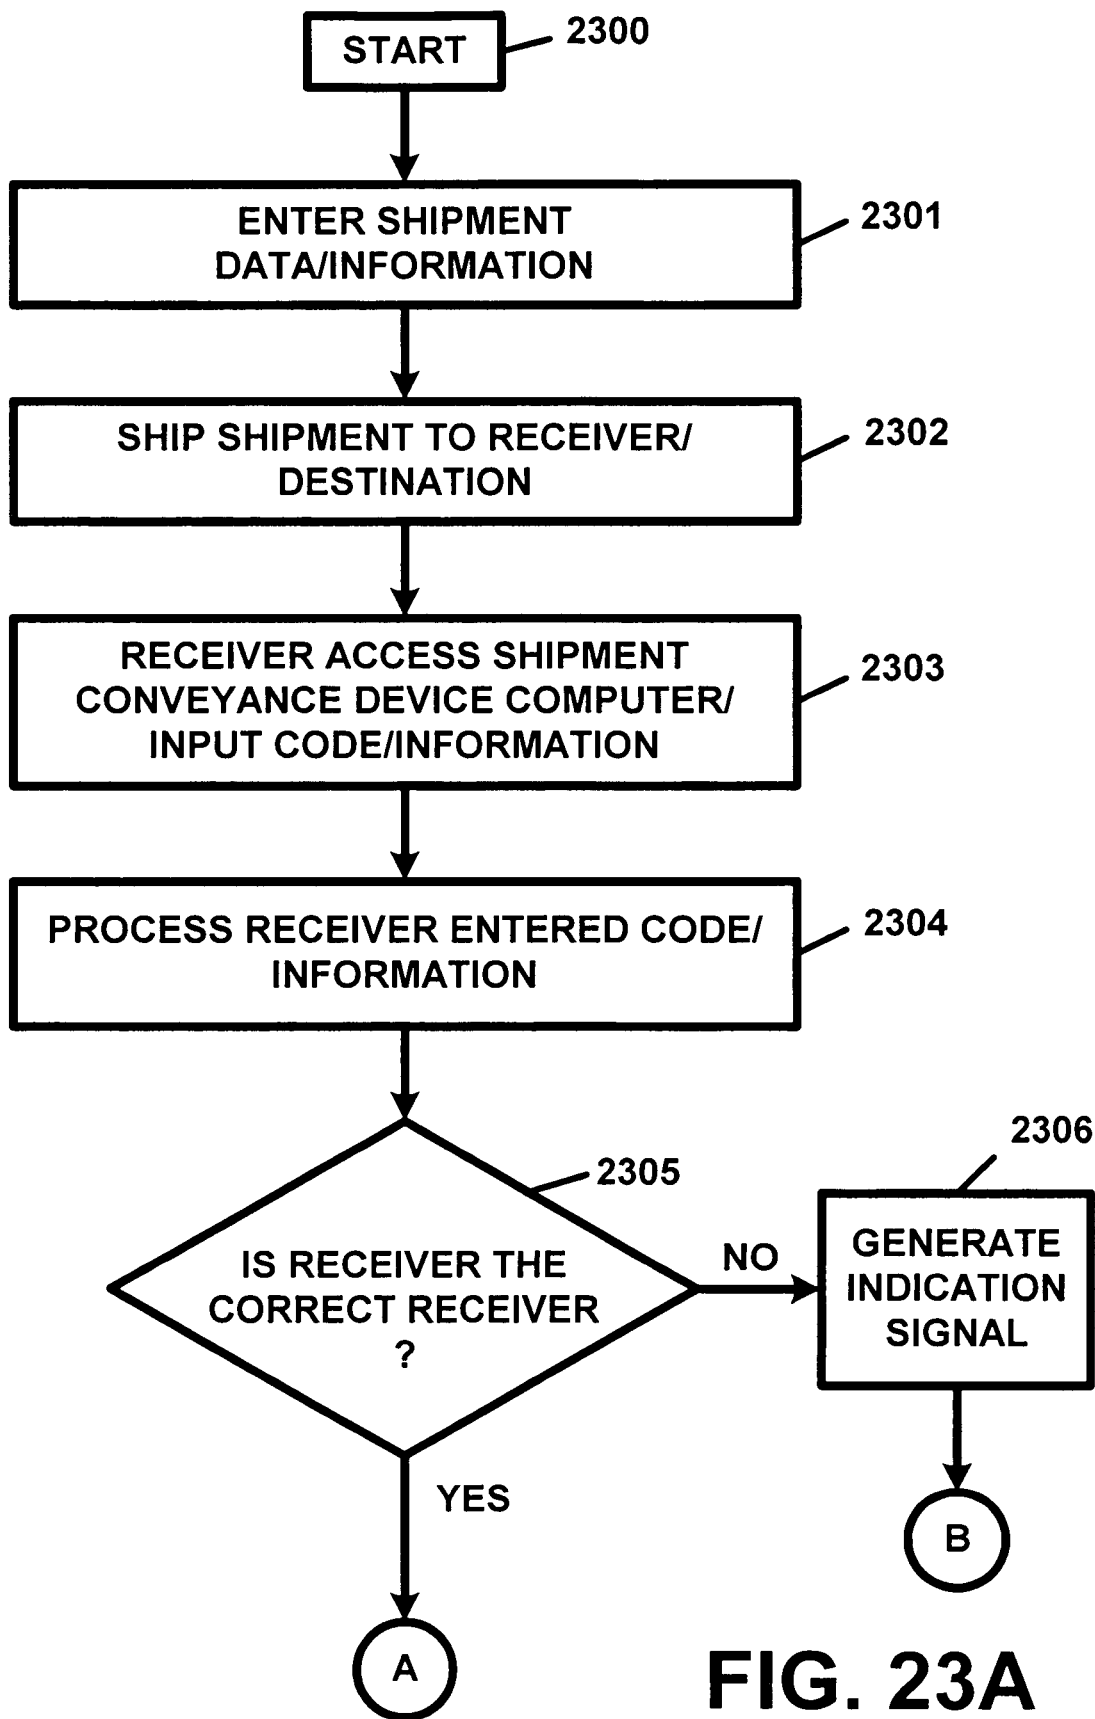 START
2300
ENTER SHIPMENT
DATA/INFORMATION
2301
SHIP SHIPMENT TO RECEIVER/
DESTINATION
2302
RECEIVER ACCESS SHIPMENT
CONVEYANCE DEVICE COMPUTER/
INPUT CODE/INFORMATION
2303
PROCESS RECEIVER ENTERED CODE/
INFORMATION
2304
IS RECEIVER THE
CORRECT RECEIVER
?
2305
NO
2306
GENERATE
INDICATION
SIGNAL
YES
B
A
FIG. 23A